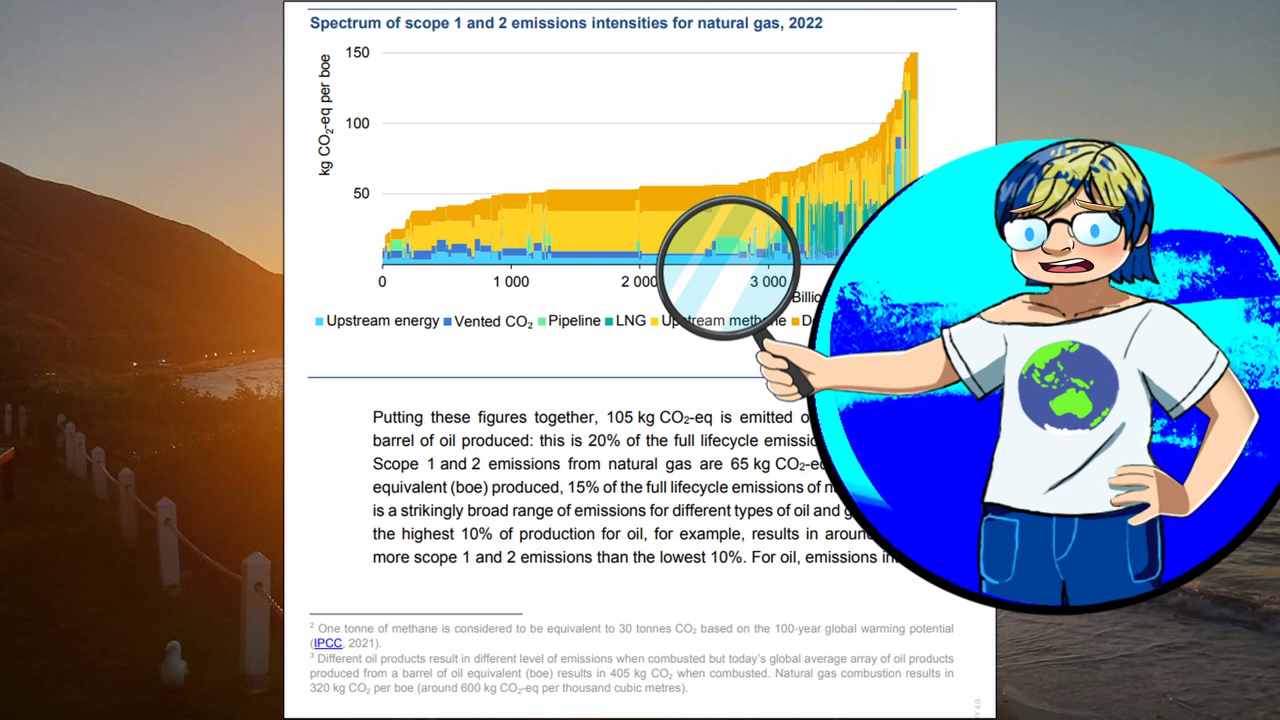 Spectrum of scope 1 and 2 emissions intensities for natural gas, 2022
kg CO₂-eq per boe
150
100
50
0
1 000
2 000
3 000
Billio
Upstream energy Vented CO₂ Pipeline LNG Upstream methane D
Putting these figures together, 105 kg CO₂-eq is emitted o
barrel of oil produced: this is 20% of the full lifecycle emissio
Scope 1 and 2 emissions from natural gas are 65 kg CO₂-eq
equivalent (boe) produced, 15% of the full lifecycle emissions of na
is a strikingly broad range of emissions for different types of oil and g
the highest 10% of production for oil, for example, results in aroun
more scope 1 and 2 emissions than the lowest 10%. For oil, emissions in
² One tonne of methane is considered to be equivalent to 30 tonnes CO₂ based on the 100-year global warming potential
(IPCC, 2021).
³ Different oil products result in different level of emissions when combusted but today's global average array of oil products
produced from a barrel of oil equivalent (boe) results in 405 kg CO₂ when combusted. Natural gas combustion results in
320 kg CO₂ per boe (around 600 kg CO₂-eq per thousand cubic metres).
Y 4.0.